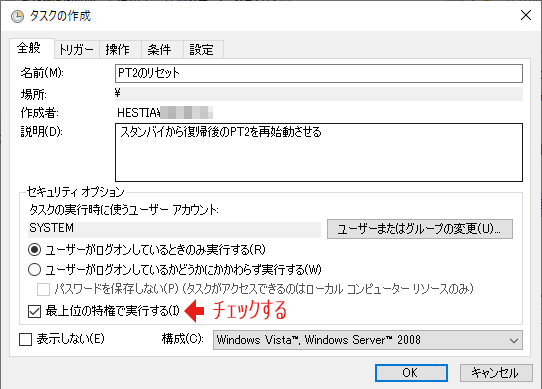 タスクの作成
全般 トリガー 操作 条件 設定
名前(M): PT2のリセット
場所: \
作成者: HESTIA\
説明(D): スタンバイから復帰後のPT2を再始動させる
セキュリティ オプション
タスクの実行時に使うユーザー アカウント:
SYSTEM ユーザーまたはグループの変更(U)...
ユーザーがログオンしているときのみ実行する(R)
ユーザーがログオンしているかどうかにかかわらず実行する(W)
パスワードを保存しない(P) (タスクがアクセスできるのはローカル コンピューター リソースのみ)
最上位の特権で実行する(I) チェックする
表示しない(E) 構成(C): Windows Vista™, Windows Server™ 2008
OK キャンセル